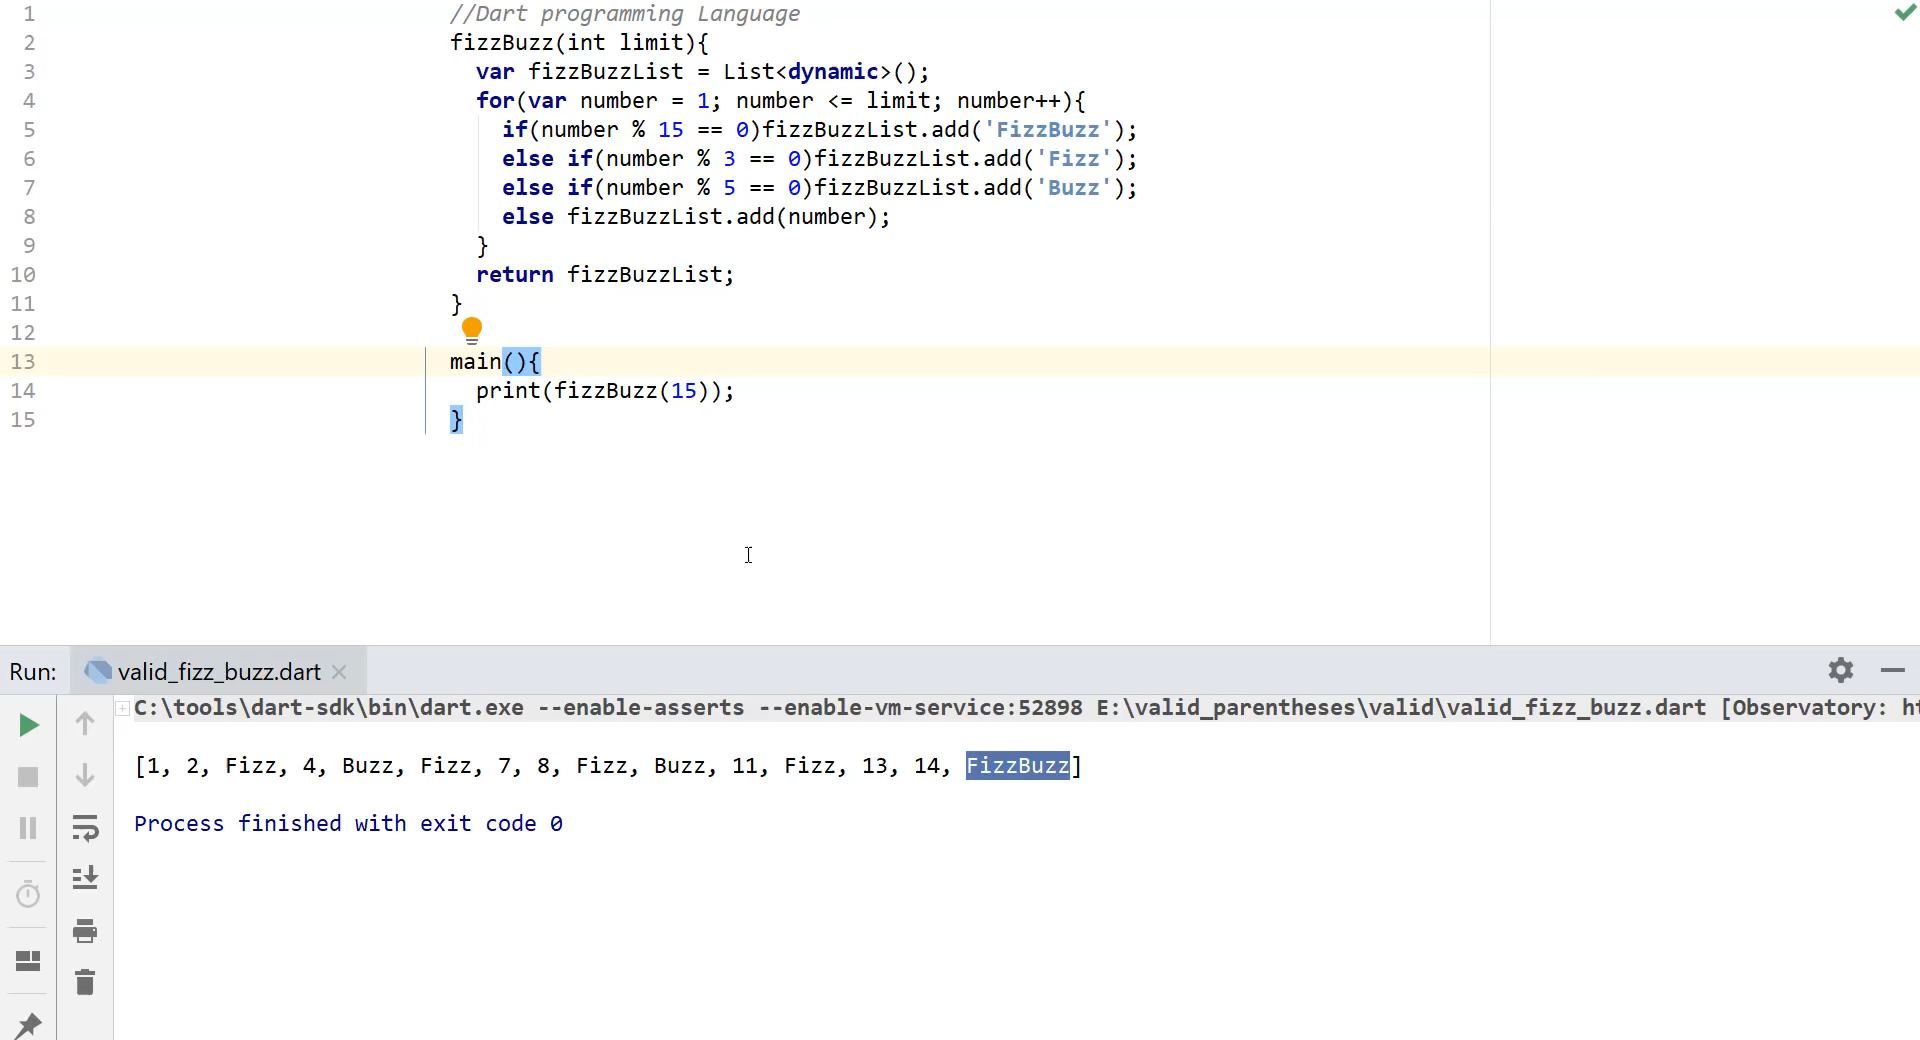 1 //Dart programming Language
2 fizzBuzz(int limit){
3 var fizzBuzzList = List<dynamic>();
4 for(var number = 1; number <= limit; number++){
5 if(number % 15 == 0)fizzBuzzList.add('FizzBuzz');
6 else if(number % 3 == 0)fizzBuzzList.add('Fizz');
7 else if(number % 5 == 0)fizzBuzzList.add('Buzz');
8 else fizzBuzzList.add(number);
9 }
10 return fizzBuzzList;
11 }
12
13 main(){
14 print(fizzBuzz(15));
15 }
Run: valid_fizz_buzz.dart
C:\tools\dart-sdk\bin\dart.exe --enable-asserts --enable-vm-service:52898 E:\valid_parentheses\valid\valid_fizz_buzz.dart [Observatory:
[1, 2, Fizz, 4, Buzz, Fizz, 7, 8, Fizz, Buzz, 11, Fizz, 13, 14, FizzBuzz]
Process finished with exit code 0